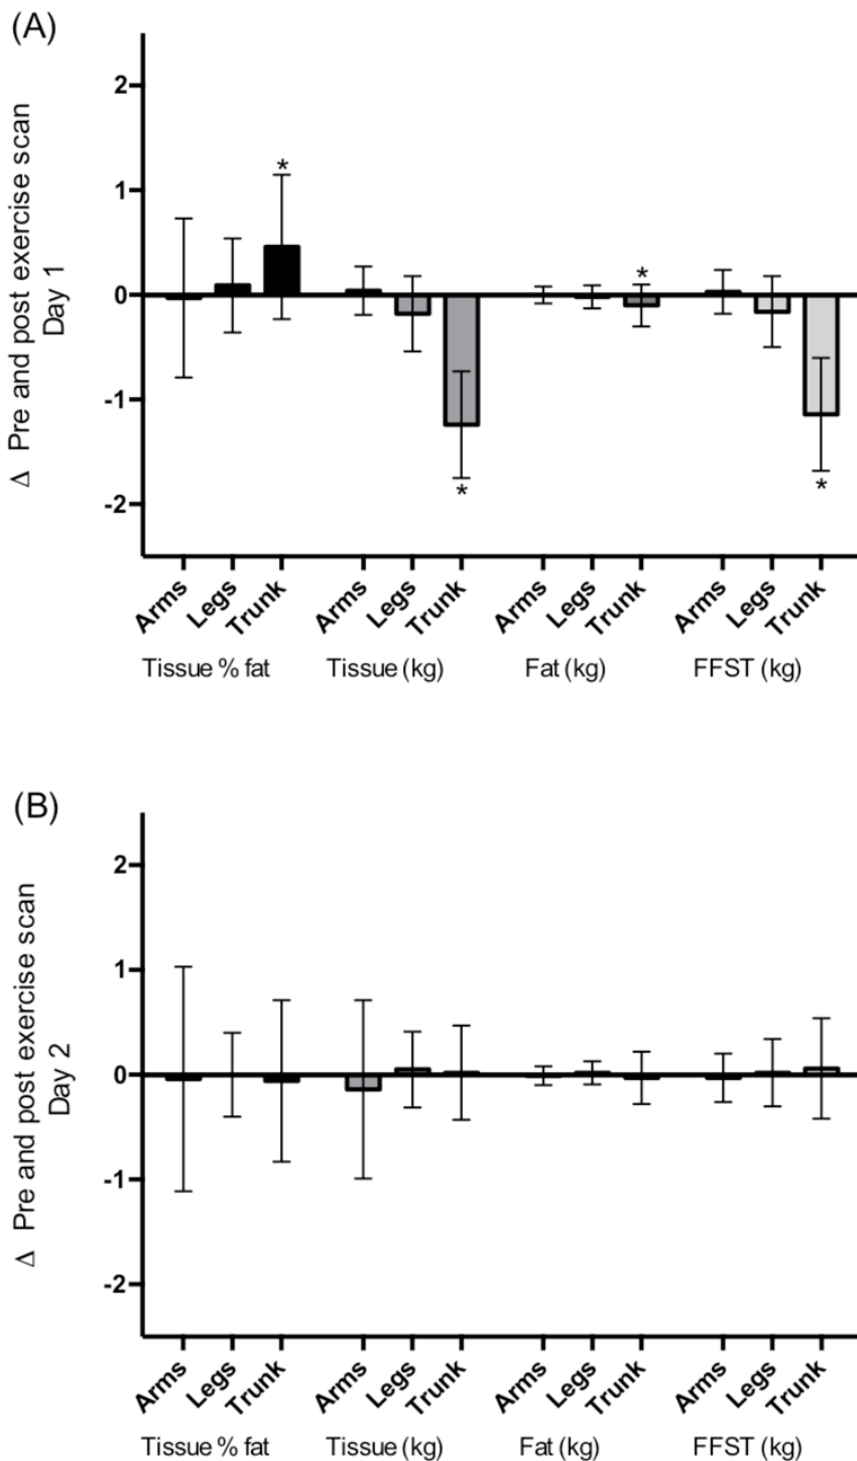 (A)
Δ Pre and post exercise scan
Day 1
2
*
*
1
0
-1
*
*
-2
Arms Legs Trunk Arms Legs Trunk Arms Legs Trunk Arms Legs Trunk
Tissue % fat Tissue (kg) Fat (kg) FFST (kg)
(B)
Δ Pre and post exercise scan
Day 2
2
1
0
-1
-2
Arms Legs Trunk Arms Legs Trunk Arms Legs Trunk Arms Legs Trunk
Tissue % fat Tissue (kg) Fat (kg) FFST (kg)